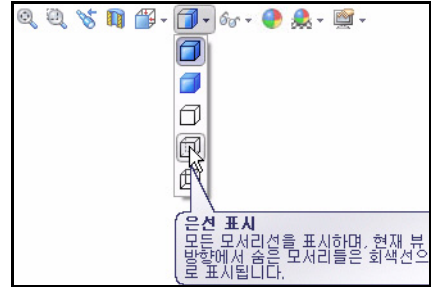 은선 표시
모든 모서리선을 표시하며, 현재 뷰
방향에서 숨은 모서리들은 회색선으
로 표시됩니다.